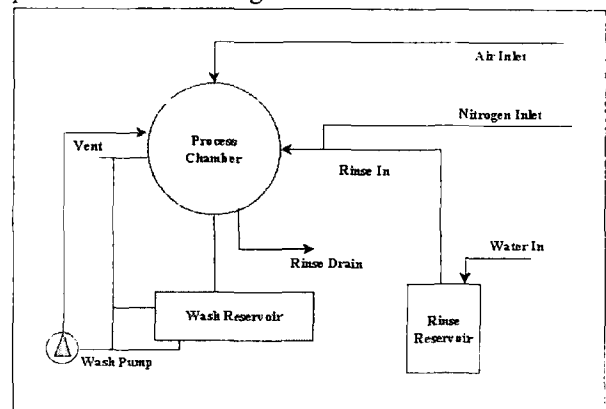 Air Inlet
Nitrogen Inlet
Vent
Process
Chamber
Rinse In
Water In
Rinse Drain
Wash Reservoir
Rinse
Reservoir
Wash Pump